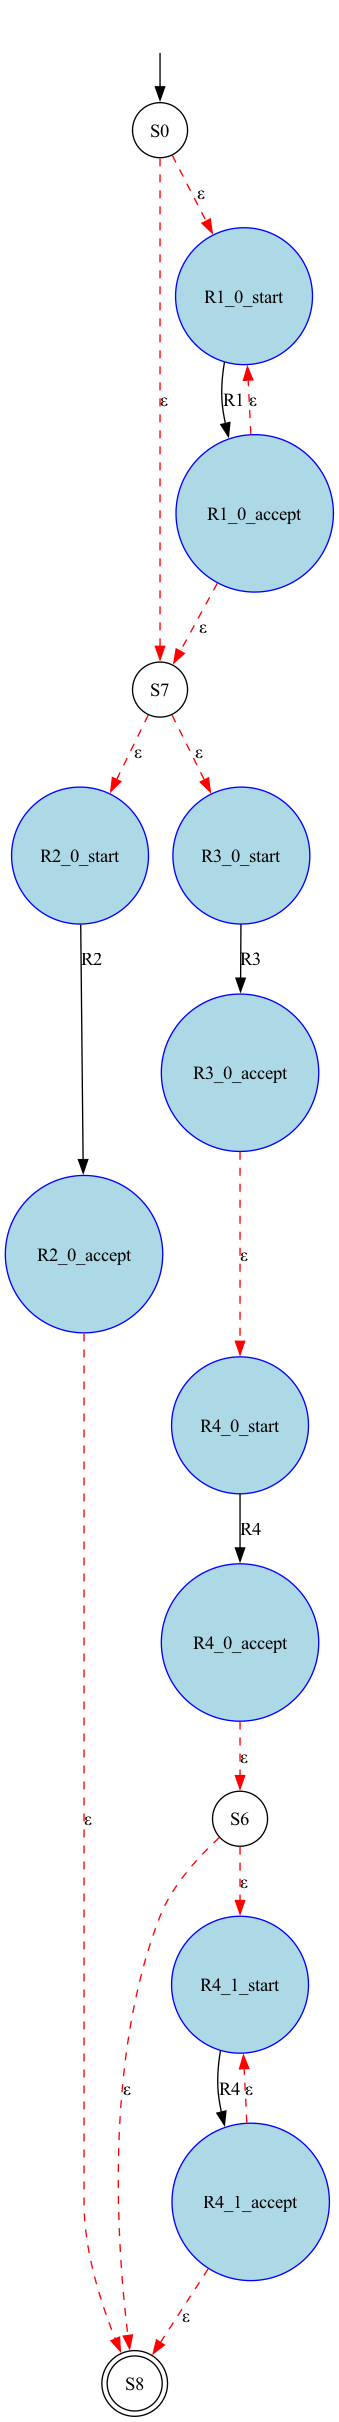 S0
ε
R1_0_start
ε
R1
ε
R1_0_accept
ε
S7
ε
ε
R2_0_start
R3_0_start
R2
R3
R3_0_accept
R2_0_accept
ε
R4_0_start
R4
R4_0_accept
ε
ε
S6
ε
R4_1_start
ε
R4
ε
R4_1_accept
ε
S8